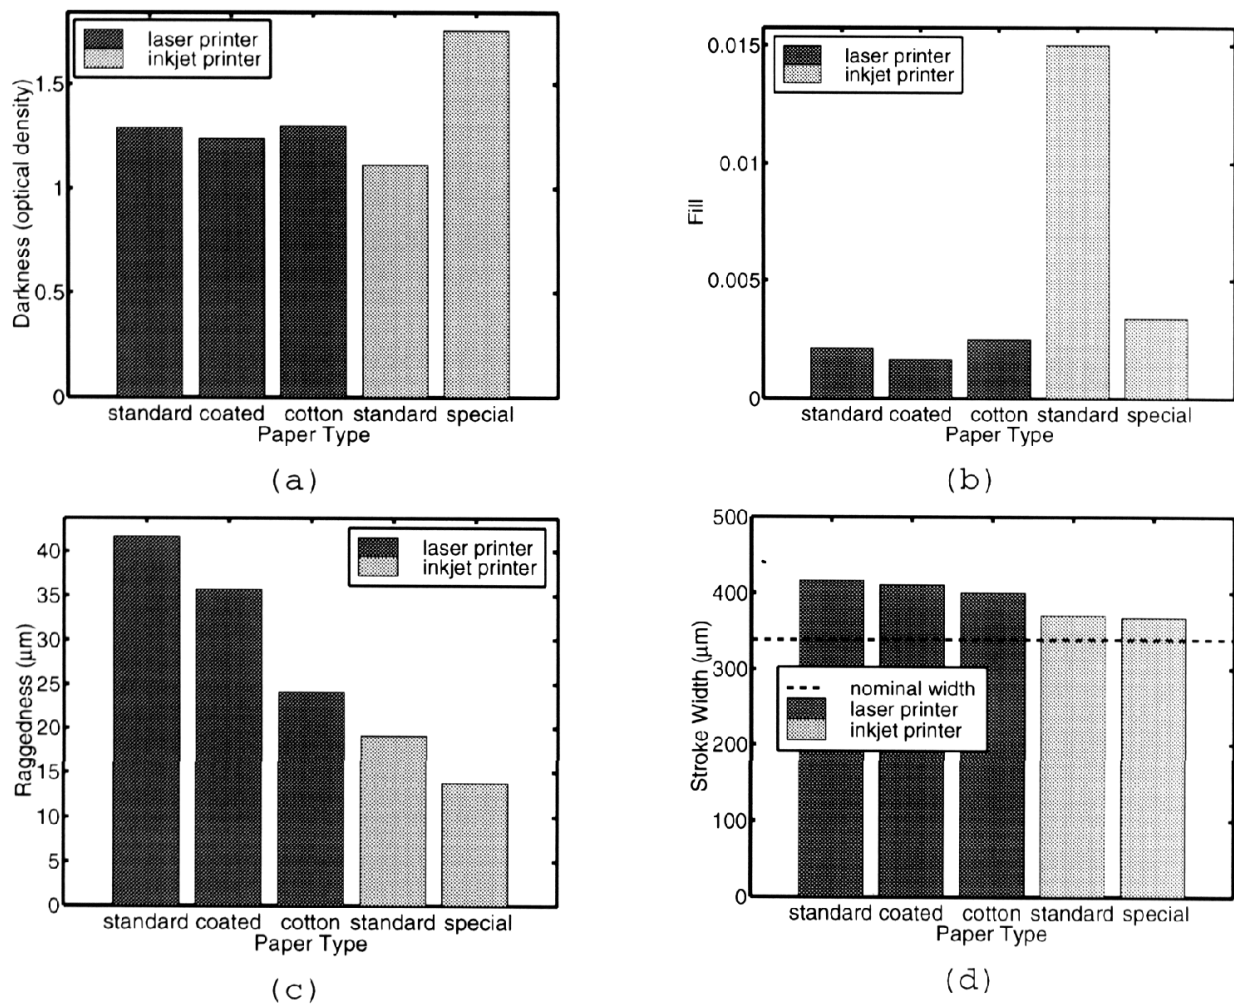 laser printer
inkjet printer
Darkness (optical density)
1.5
1
0.5
0
standard coated cotton standard special
Paper Type
(a)
laser printer
inkjet printer
Fill
0.015
0.01
0.005
0
standard coated cotton standard special
Paper Type
(b)
laser printer
inkjet printer
Raggedness (μm)
40
35
30
25
20
15
10
5
0
standard coated cotton standard special
Paper Type
(c)
nominal width
laser printer
inkjet printer
Stroke Width (μm)
500
400
300
200
100
0
standard coated cotton standard special
Paper Type
(d)